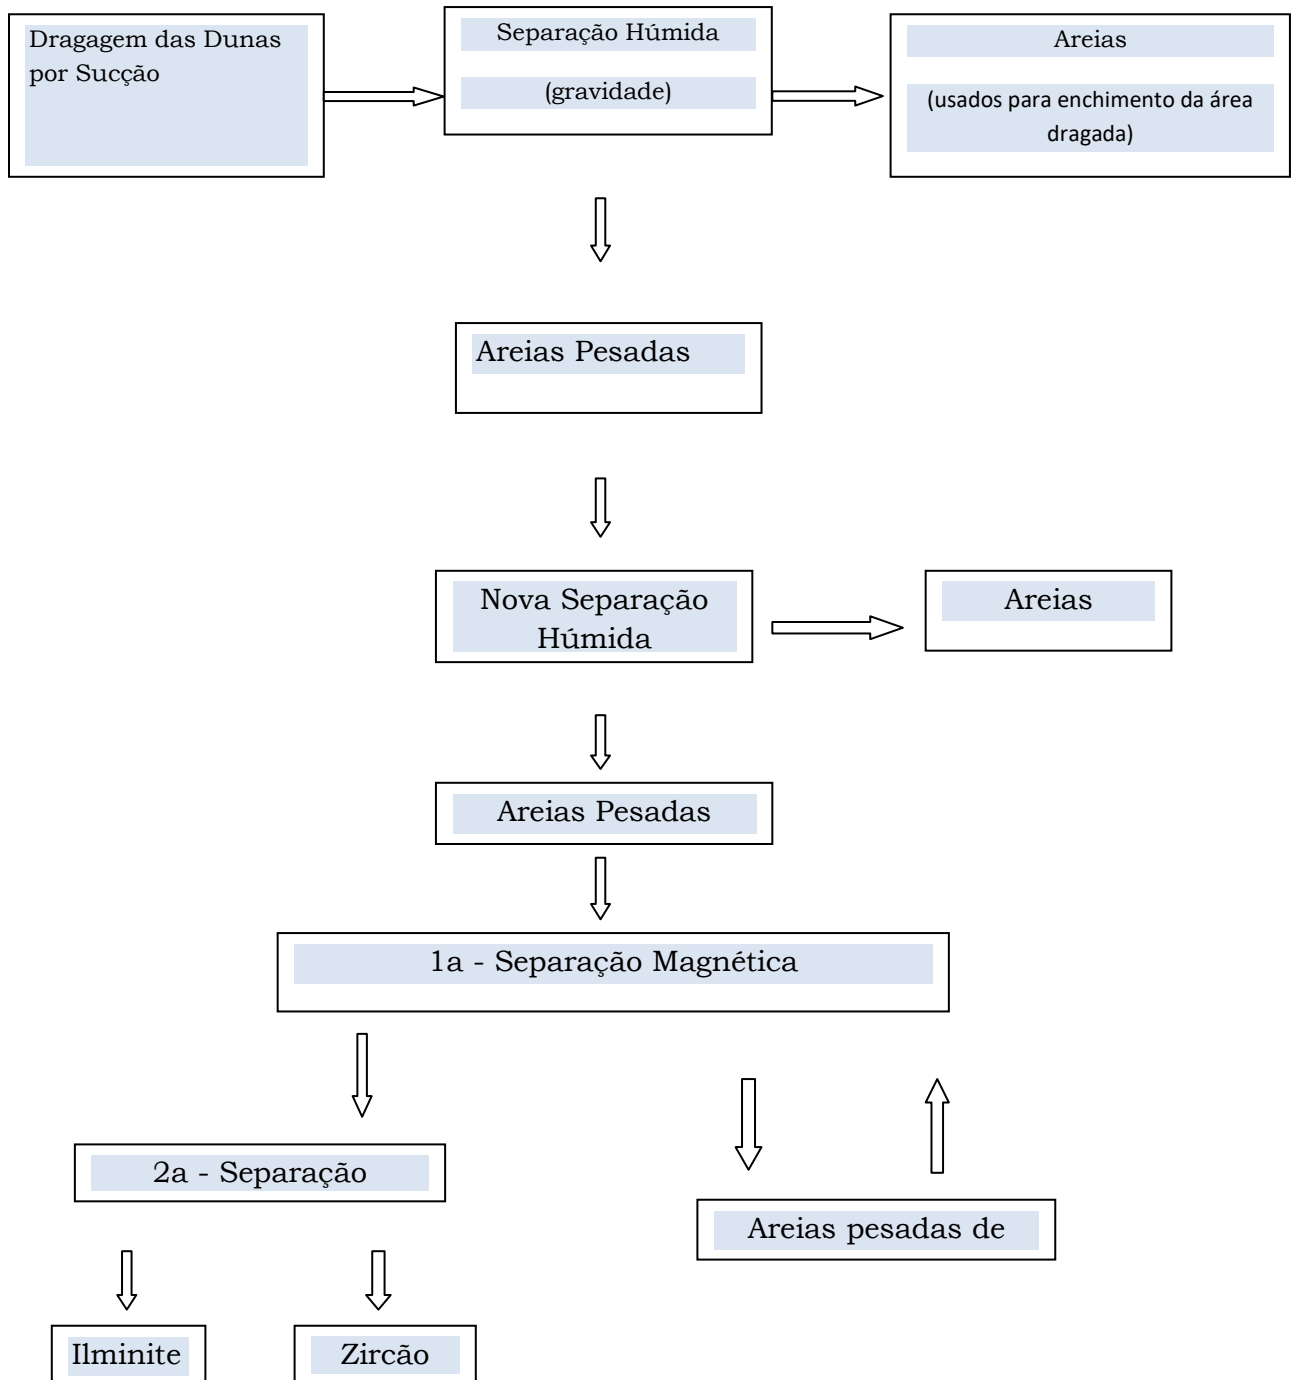 Dragagem das Dunas
por Sucção
Separação Húmida
(gravidade)
Areias
(usados para enchimento da área
dragada)
Areias Pesadas
Nova Separação
Húmida
Areias
Areias Pesadas
1a - Separação Magnética
2a - Separação
Areias pesadas de
Ilminite
Zircão